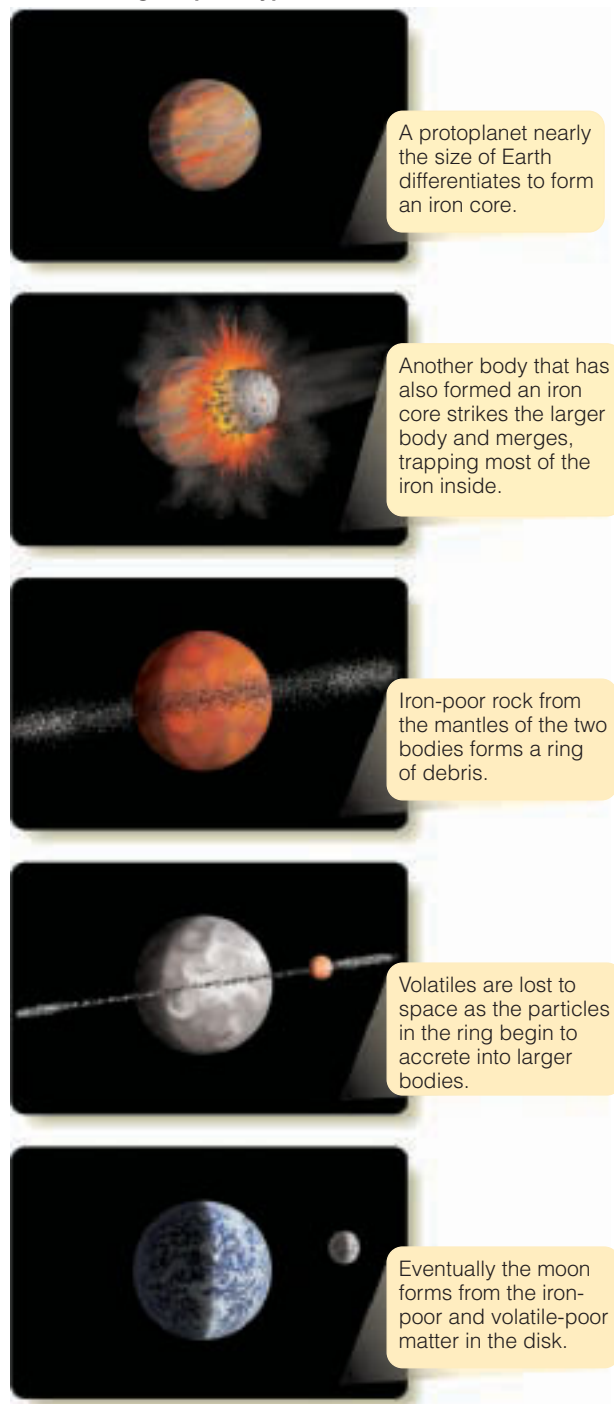 A protoplanet nearly
the size of Earth
differentiates to form
an iron core.
Another body that has
also formed an iron
core strikes the larger
body and merges,
trapping most of the
iron inside.
Iron-poor rock from
the mantles of the two
bodies forms a ring
of debris.
Volatiles are lost to
space as the particles
in the ring begin to
accrete into larger
bodies.
Eventually the moon
forms from the iron-
poor and volatile-poor
matter in the disk.